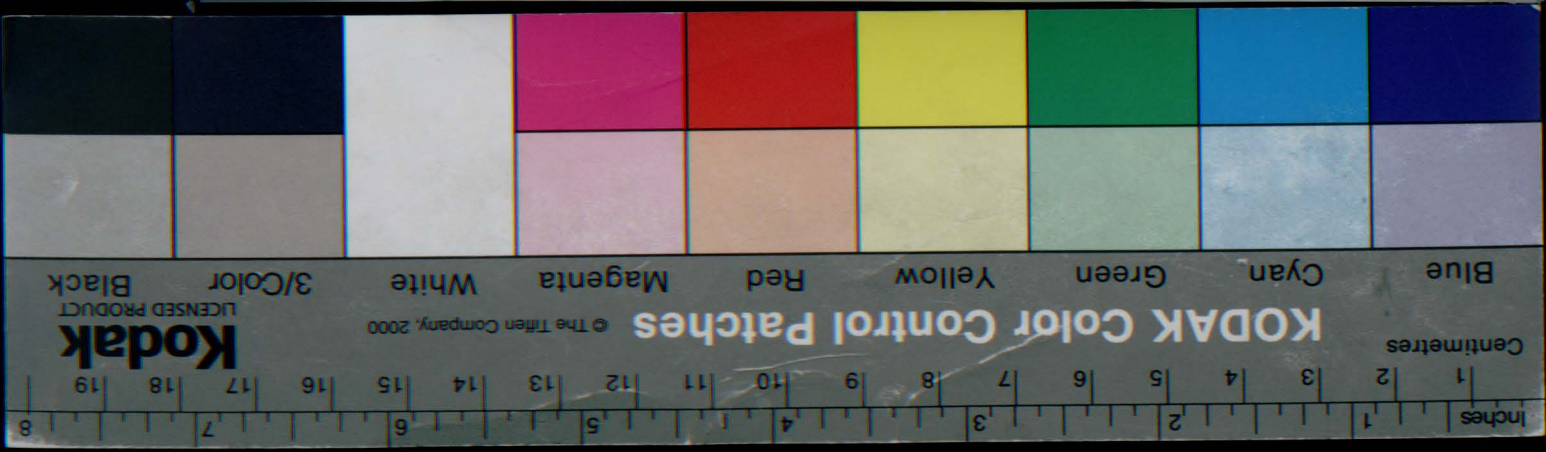 Inches 1 2 3 4 5 6 7 8
1 2 3 4 5 6 7 8 9 10 11 12 13 14 15 16 17 18 19
Centimetres
KODAK Color Control Patches © The Tiffen Company, 2000 Kodak
LICENSED PRODUCT
Blue Cyan Green Yellow Red Magenta White 3/Color Black